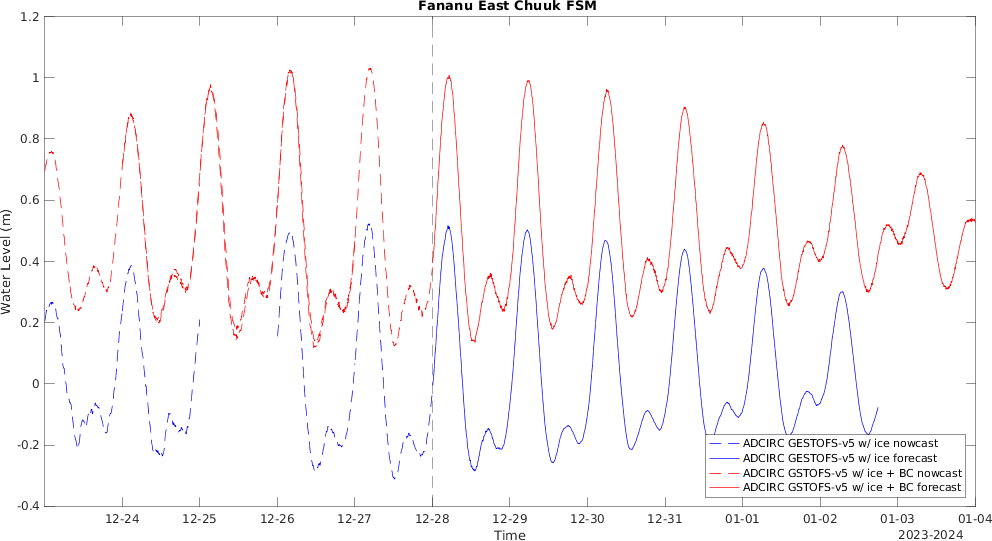 Fananu East Chuuk FSM
1.2
1
0.8
0.6
0.4
0.2
0
-0.2
-0.4
Water Level (m)
ADCIRC GESTOFS-v5 w/ ice nowcast
ADCIRC GESTOFS-v5 w/ ice forecast
ADCIRC GSTOFS-v5 w/ ice + BC nowcast
ADCIRC GSTOFS-v5 w/ ice + BC forecast
12-24 12-25 12-26 12-27 12-28 12-29 12-30 12-31 01-01 01-02 01-03 01-04
Time
2023-2024